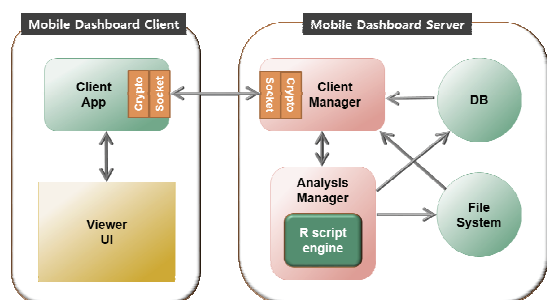 Mobile Dashboard Client
Mobile Dashboard Server
Client
App
Crypto
Socket
Socket
Crypto
Client
Manager
DB
Analysis
Manager
R script
engine
File
System
Viewer
UI